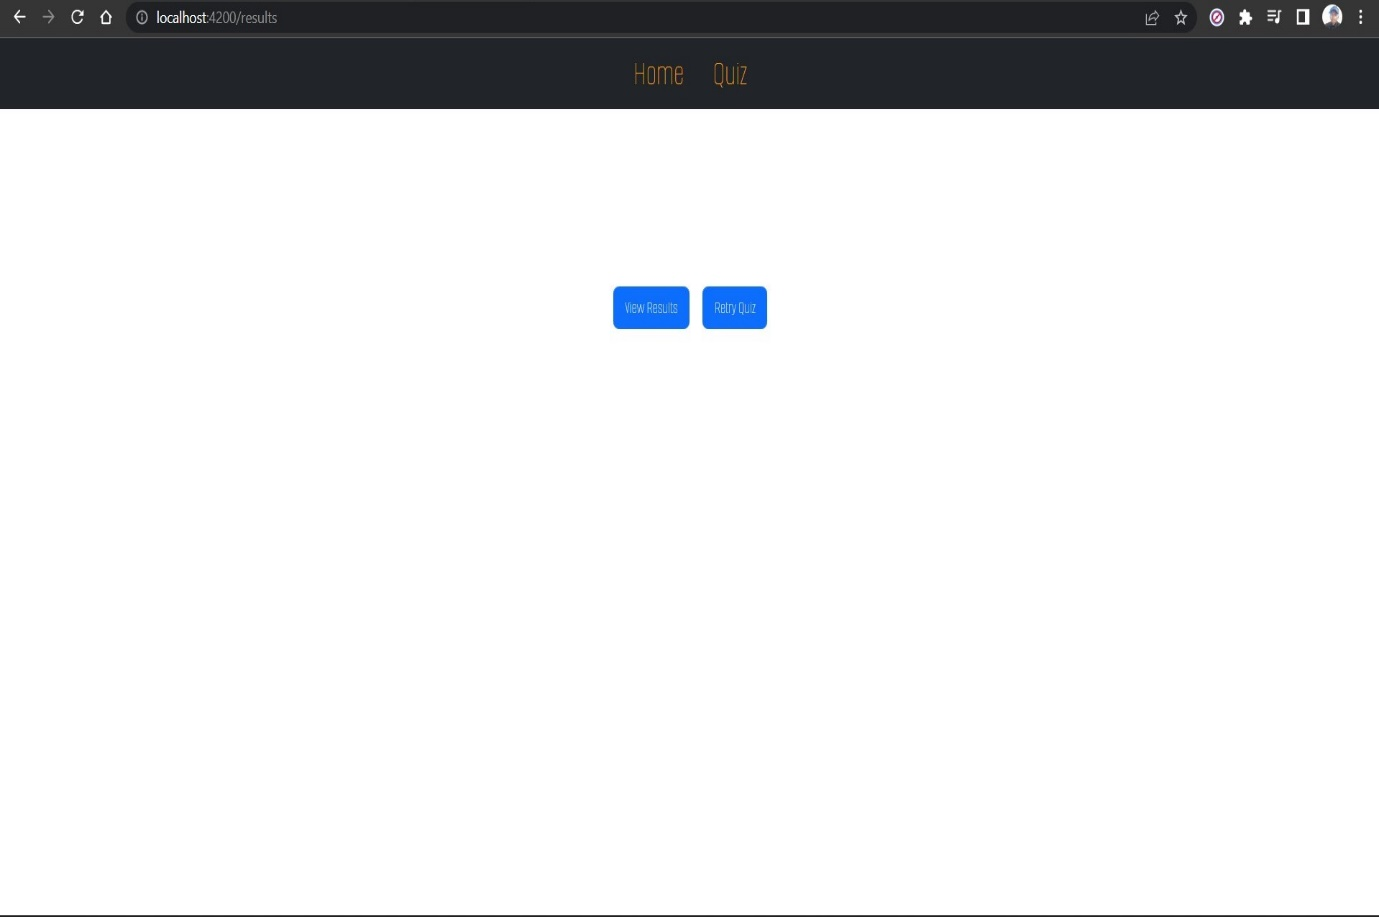 localhost:4200/results
Home Quiz
View Results Retry Quiz